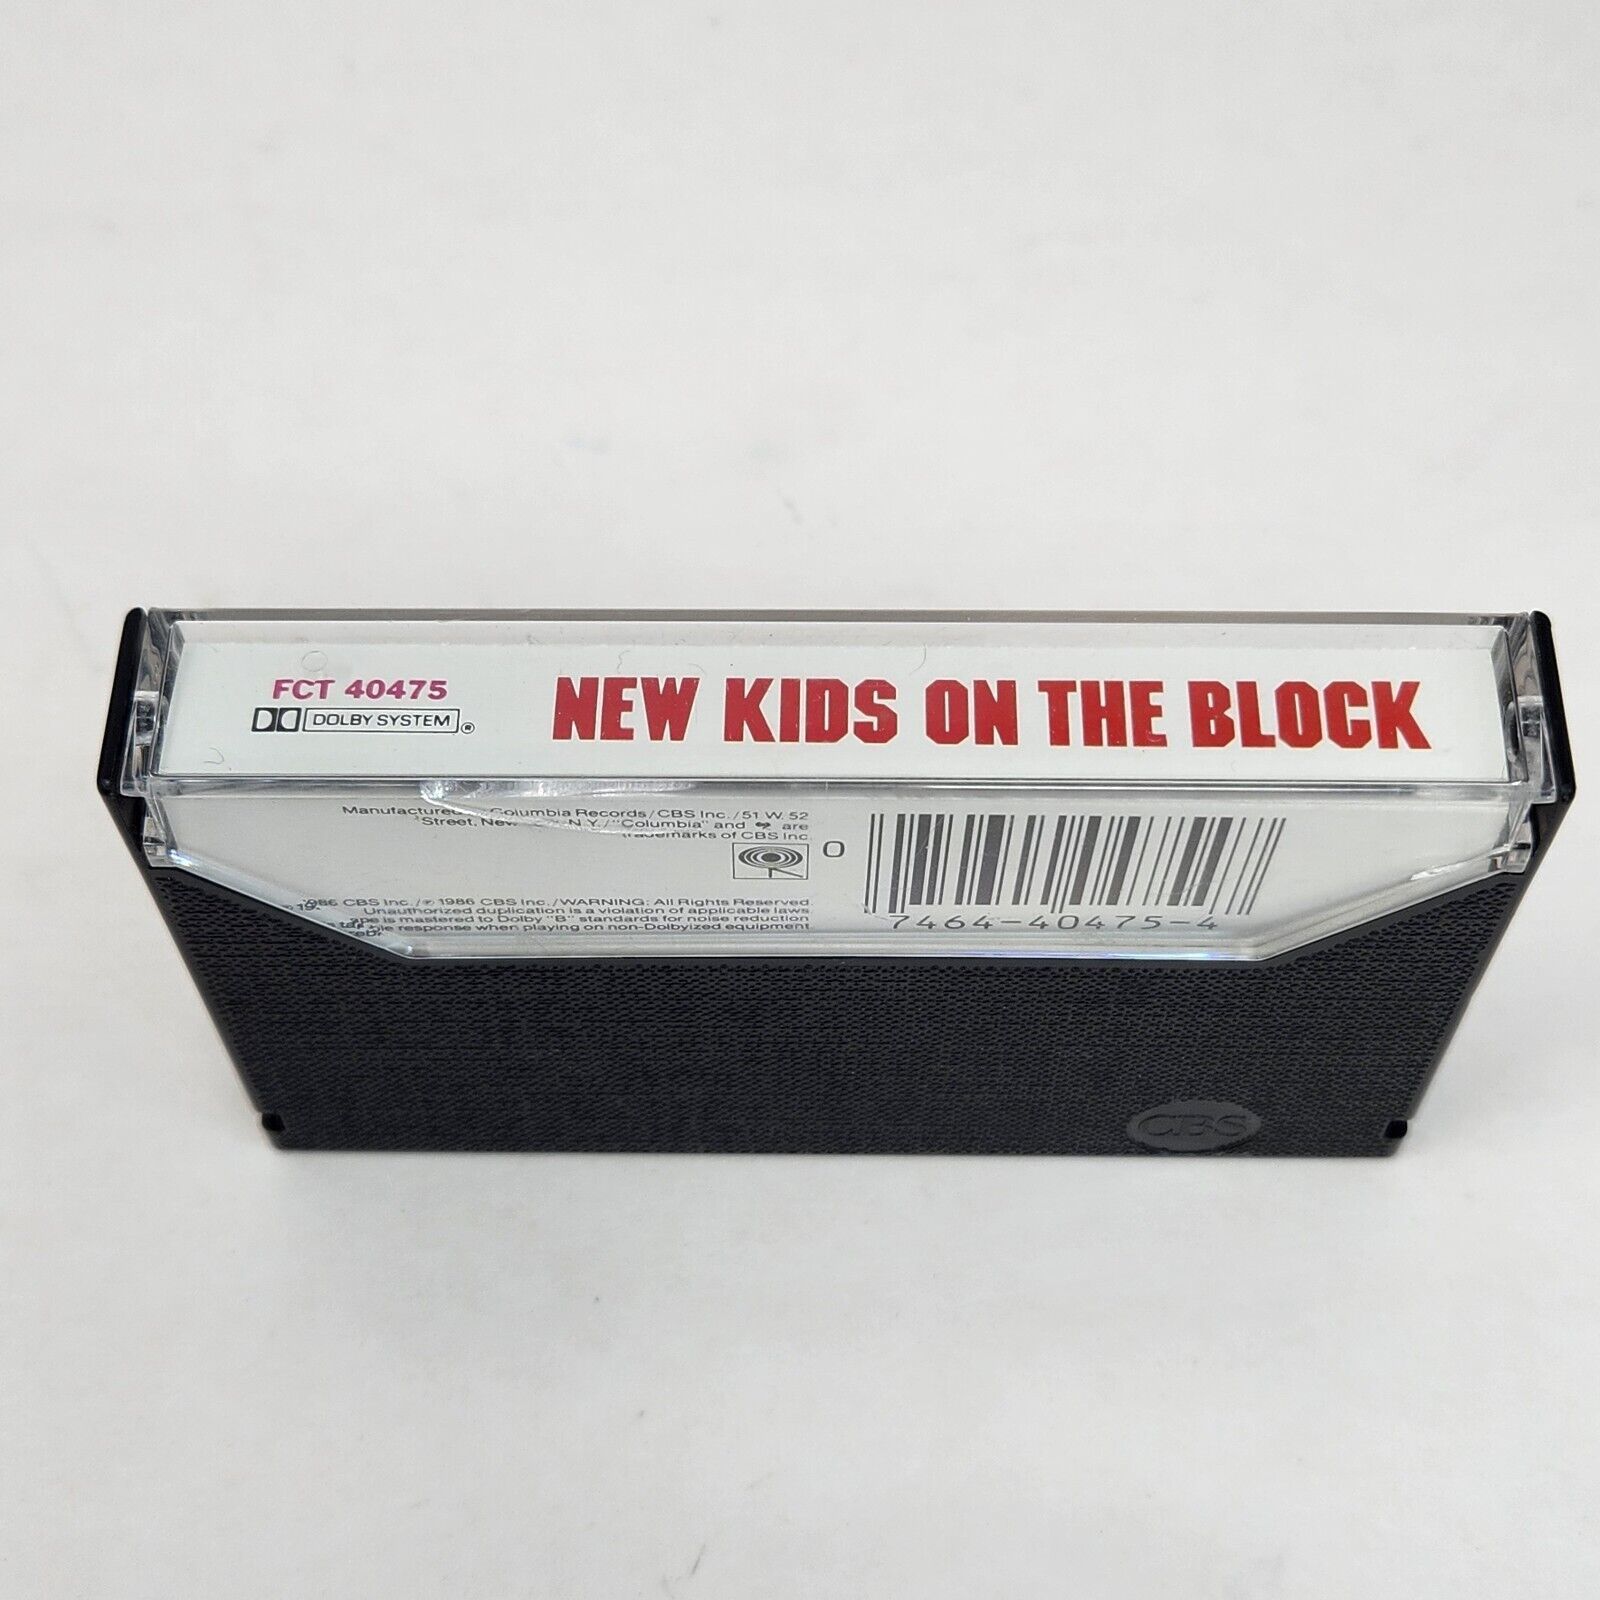 FCT 40475
DOLBY SYSTEM ®
NEW KIDS ON THE BLOCK
Columbia Records/CBS Inc./51 W. 52
Street, New N.Y./"Columbia" and are
trademarks of CBS Inc.
0
7464-40475-4
CBS Inc./℗ 1986 CBS Inc./WARNING: All Rights Reserved.
Unauthorized duplication is a violation of applicable laws.
is mastered to Dolby "B" standards for noise reduction
response when playing on non-Dolbyized equipment
CBS